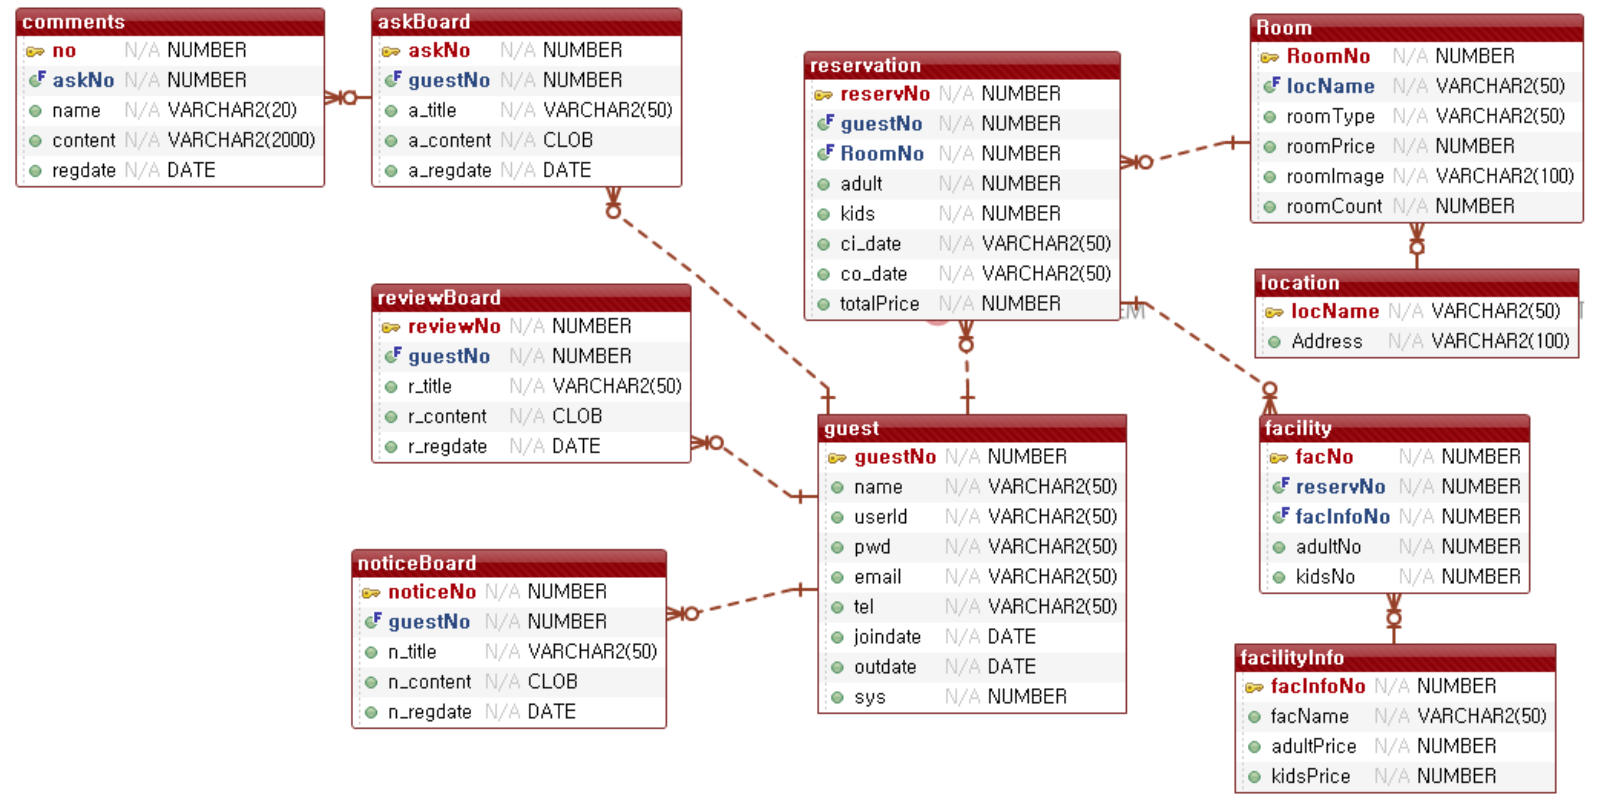 comments
no N/A NUMBER
askNo N/A NUMBER
name N/A VARCHAR2(20)
content N/A VARCHAR2(2000)
regdate N/A DATE
askBoard
askNo N/A NUMBER
guestNo N/A NUMBER
a_title N/A VARCHAR2(50)
a_content N/A CLOB
a_regdate N/A DATE
reservation
reservNo N/A NUMBER
guestNo N/A NUMBER
RoomNo N/A NUMBER
adult N/A NUMBER
kids N/A NUMBER
ci_date N/A VARCHAR2(50)
co_date N/A VARCHAR2(50)
totalPrice N/A NUMBER
Room
RoomNo N/A NUMBER
locName N/A VARCHAR2(50)
roomType N/A VARCHAR2(50)
roomPrice N/A NUMBER
roomImage N/A VARCHAR2(100)
roomCount N/A NUMBER
location
locName N/A VARCHAR2(50)
Address N/A VARCHAR2(100)
reviewBoard
reviewNo N/A NUMBER
guestNo N/A NUMBER
r_title N/A VARCHAR2(50)
r_content N/A CLOB
r_regdate N/A DATE
guest
guestNo N/A NUMBER
name N/A VARCHAR2(50)
userId N/A VARCHAR2(50)
pwd N/A VARCHAR2(50)
email N/A VARCHAR2(50)
tel N/A VARCHAR2(50)
joindate N/A DATE
outdate N/A DATE
sys N/A NUMBER
facility
facNo N/A NUMBER
reservNo N/A NUMBER
facInfoNo N/A NUMBER
adultNo N/A NUMBER
kidsNo N/A NUMBER
noticeBoard
noticeNo N/A NUMBER
guestNo N/A NUMBER
n_title N/A VARCHAR2(50)
n_content N/A CLOB
n_regdate N/A DATE
facilityInfo
facInfoNo N/A NUMBER
facName N/A VARCHAR2(50)
adultPrice N/A NUMBER
kidsPrice N/A NUMBER